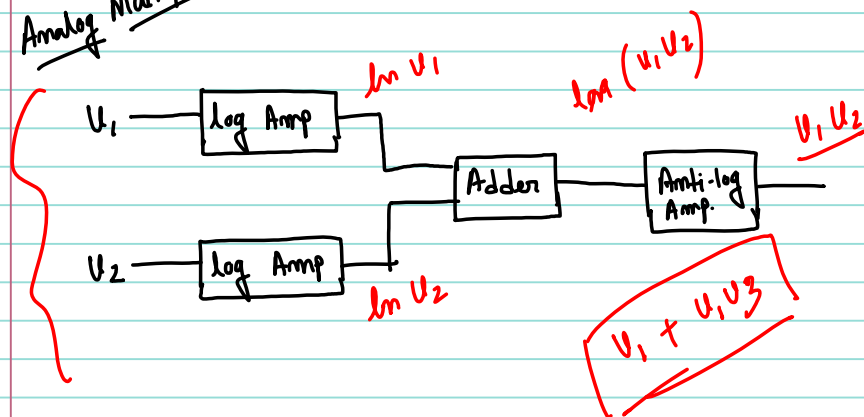 Analog
ln v1
ln (v1v2)
v1
log Amp
v1v2
Adder
Anti-log
Amp.
v2
log Amp
ln v2
v1 + v1v3